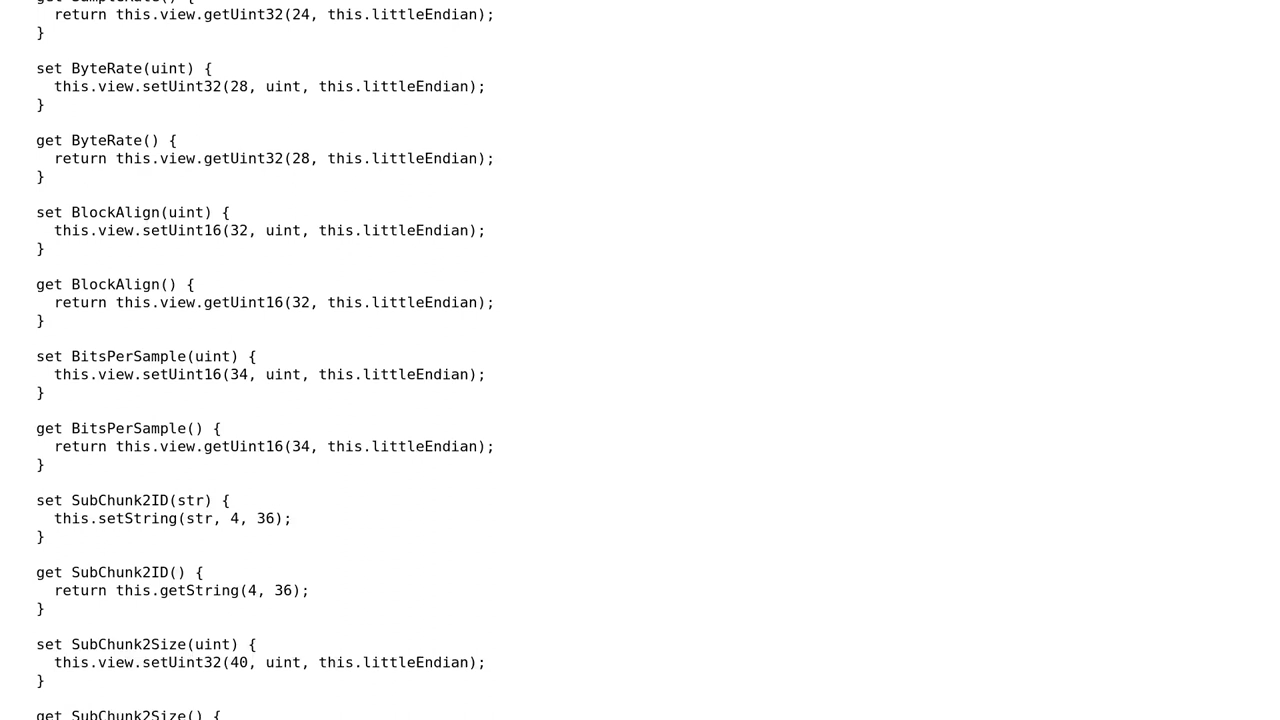 get SampleRate() {
  return this.view.getUint32(24, this.littleEndian);
}

set ByteRate(uint) {
  this.view.setUint32(28, uint, this.littleEndian);
}

get ByteRate() {
  return this.view.getUint32(28, this.littleEndian);
}

set BlockAlign(uint) {
  this.view.setUint16(32, uint, this.littleEndian);
}

get BlockAlign() {
  return this.view.getUint16(32, this.littleEndian);
}

set BitsPerSample(uint) {
  this.view.setUint16(34, uint, this.littleEndian);
}

get BitsPerSample() {
  return this.view.getUint16(34, this.littleEndian);
}

set SubChunk2ID(str) {
  this.setString(str, 4, 36);
}

get SubChunk2ID() {
  return this.getString(4, 36);
}

set SubChunk2Size(uint) {
  this.view.setUint32(40, uint, this.littleEndian);
}

get SubChunk2Size() {